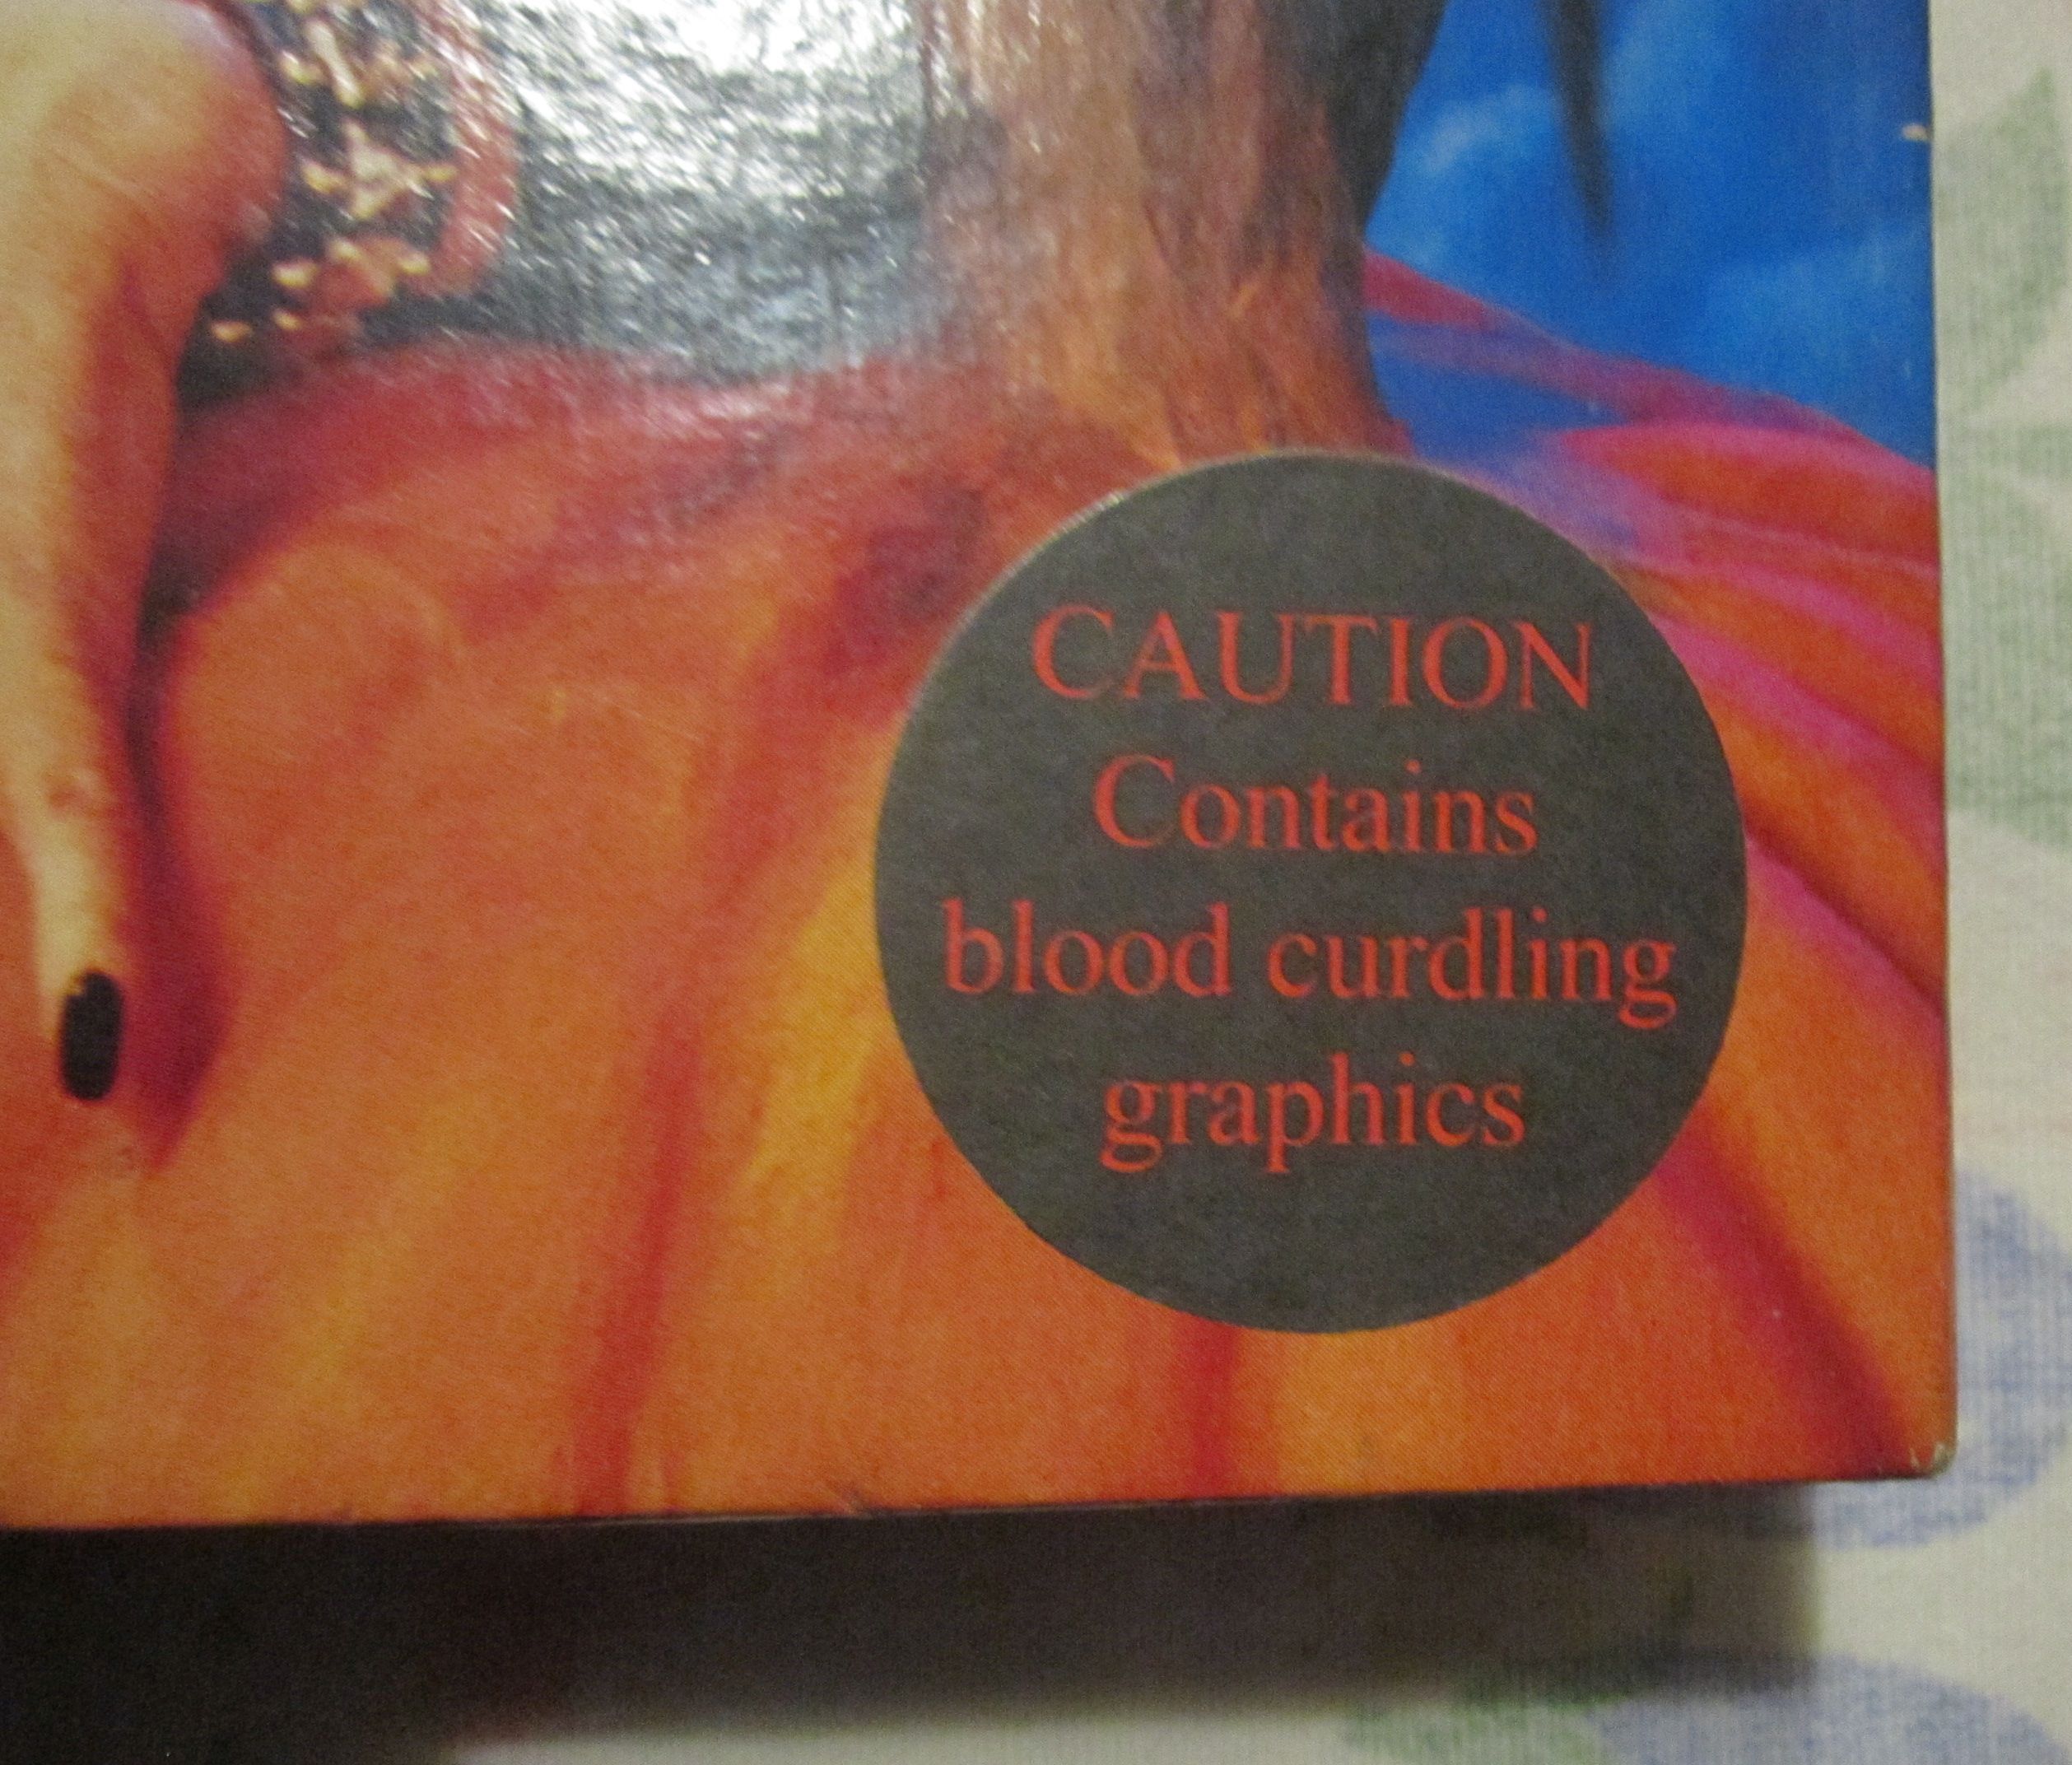 CAUTION
Contains
blood curdling
graphics